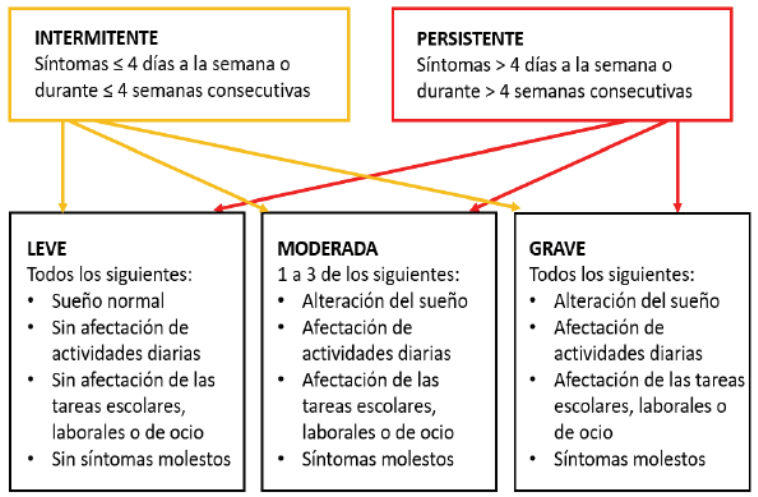 INTERMITENTE
Síntomas ≤ 4 días a la semana o
durante ≤ 4 semanas consecutivas
PERSISTENTE
Síntomas > 4 días a la semana o
durante > 4 semanas consecutivas
LEVE
Todos los siguientes:
• Sueño normal
• Sin afectación de
actividades diarias
• Sin afectación de las
tareas escolares,
laborales o de ocio
• Sin síntomas molestos
MODERADA
1 a 3 de los siguientes:
• Alteración del sueño
• Afectación de
actividades diarias
• Afectación de las
tareas escolares,
laborales o de ocio
• Síntomas molestos
GRAVE
Todos los siguientes:
• Alteración del sueño
• Afectación de
actividades diarias
• Afectación de las tareas
escolares, laborales o
de ocio
• Síntomas molestos